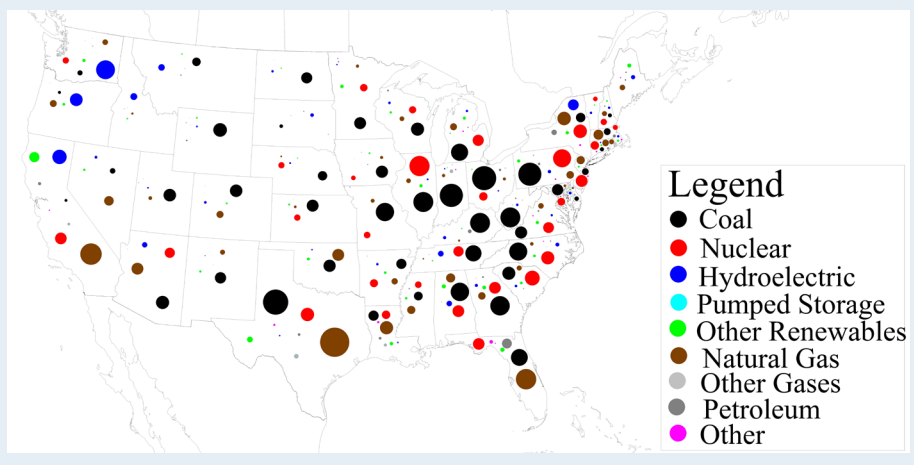 Legend
Coal
Nuclear
Hydroelectric
Pumped Storage
Other Renewables
Natural Gas
Other Gases
Petroleum
Other